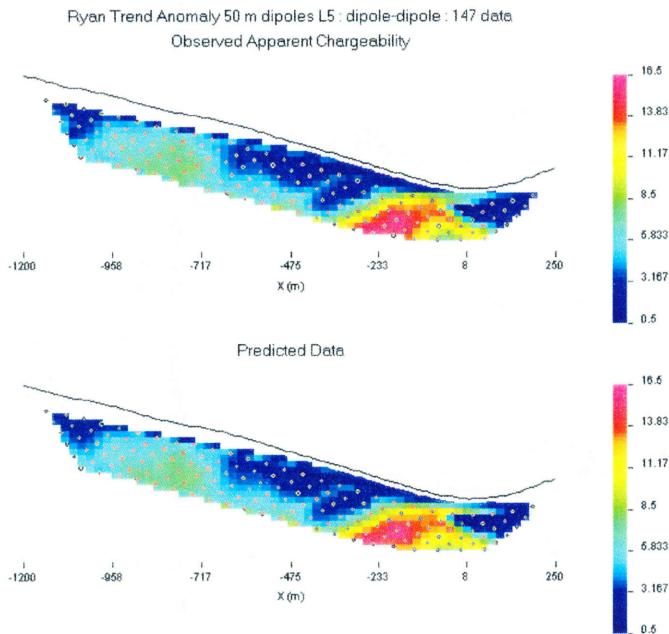 Ryan Trend Anomaly 50 m dipoles L5 : dipole-dipole : 147 data
Observed Apparent Chargeability
16.5
13.83
11.17
8.5
5.833
3.167
0.5
-1200 -958 -717 -475 -233 8 250
X (m)
Predicted Data
16.5
13.83
11.17
8.5
5.833
3.167
0.5
-1200 -958 -717 -475 -233 8 250
X (m)